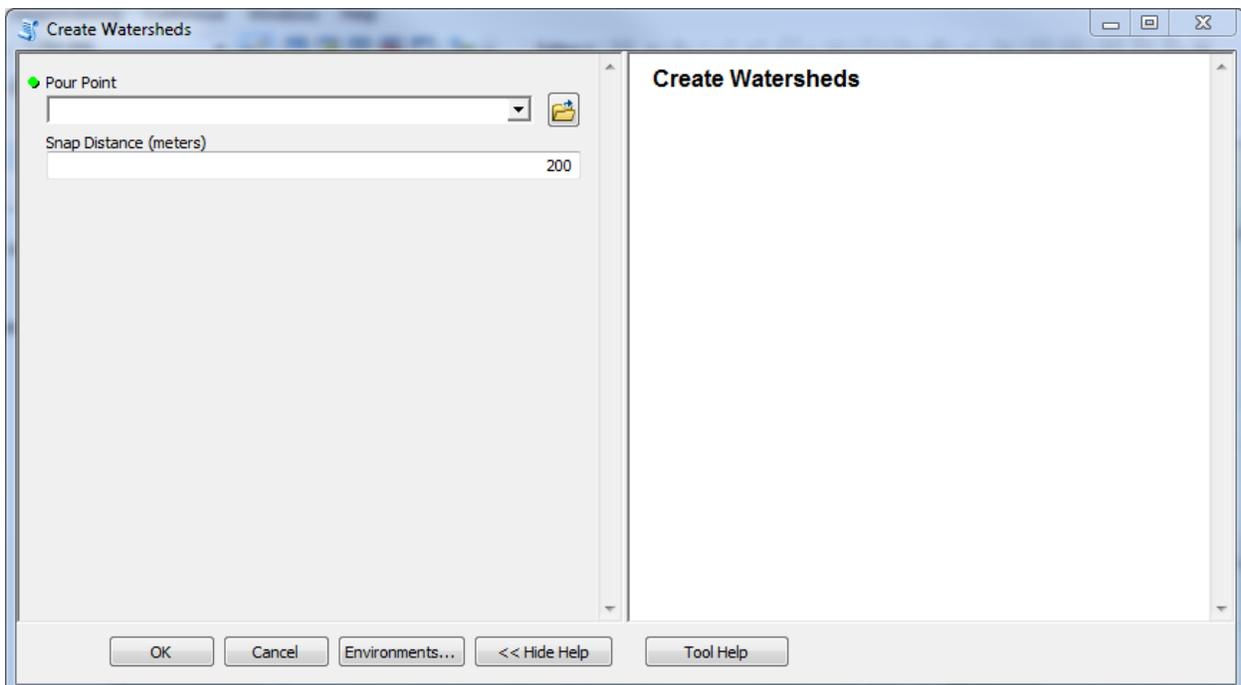 Create Watersheds
Pour Point
Snap Distance (meters)
200
Create Watersheds
OK Cancel Environments... << Hide Help Tool Help